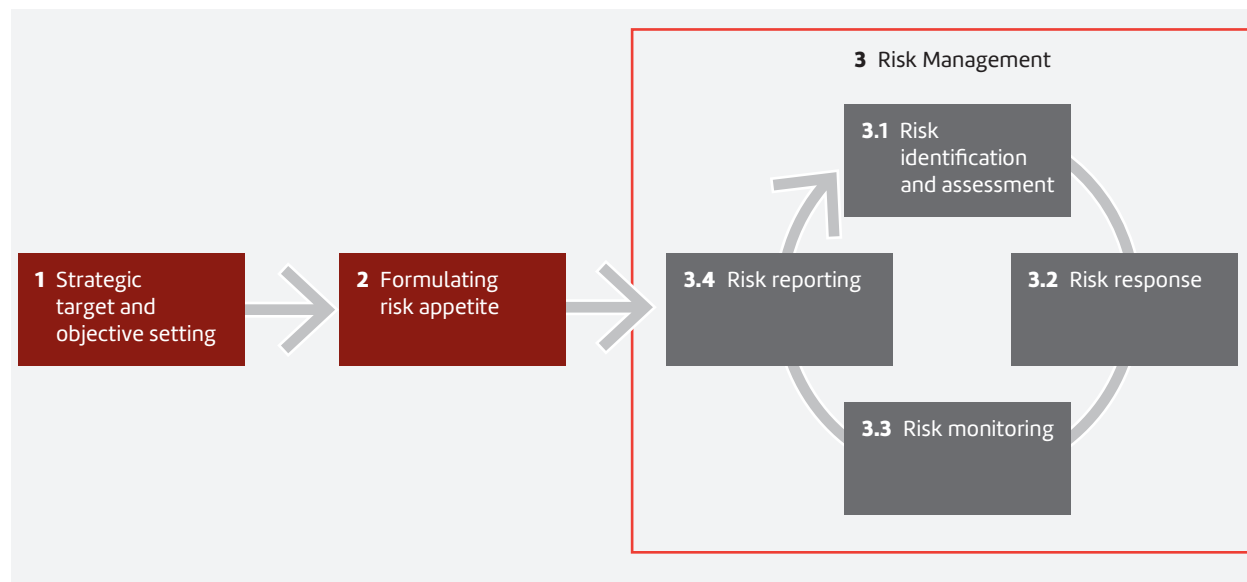 3 Risk Management
3.1 Risk
identification
and assessment
1 Strategic
target and
objective setting
2 Formulating
risk appetite
3.4 Risk reporting
3.2 Risk response
3.3 Risk monitoring